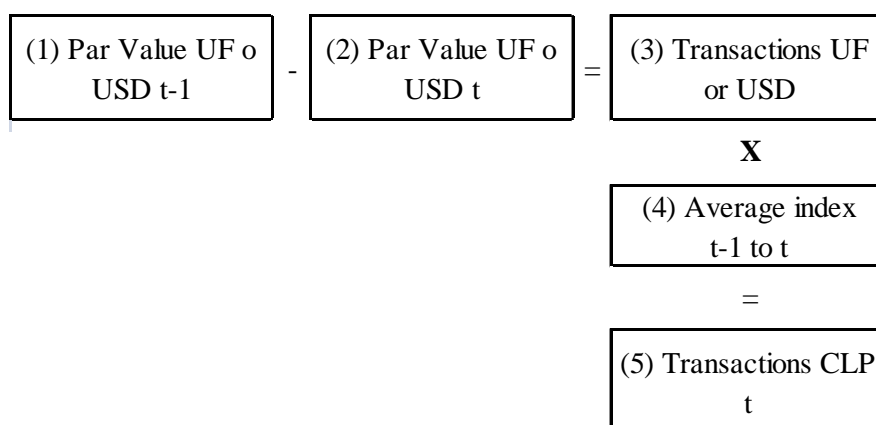 (1) Par Value UF o
USD t-1
-
(2) Par Value UF o
USD t
=
(3) Transactions UF
or USD
X
(4) Average index
t-1 to t
=
(5) Transactions CLP
t